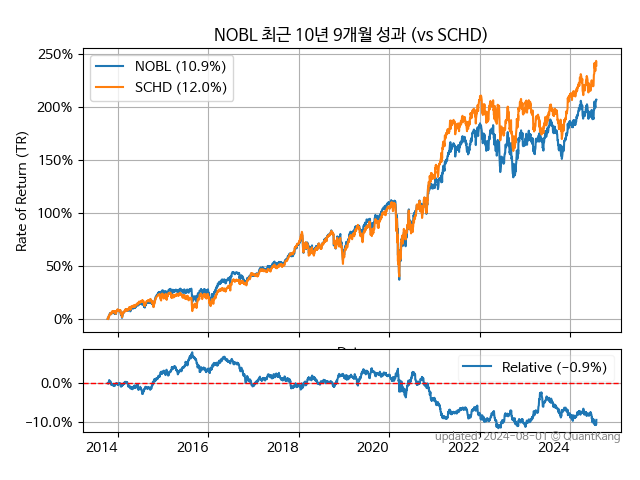 NOBL 최근 10년 9개월 성과 (vs SCHD)
250%
200%
150%
100%
50%
0%
Rate of Return (TR)
NOBL (10.9%)
SCHD (12.0%)
0.0%
−10.0%
Relative (−0.9%)
updated: 2024-08-01 © QuantKang
2014 2016 2018 2020 2022 2024